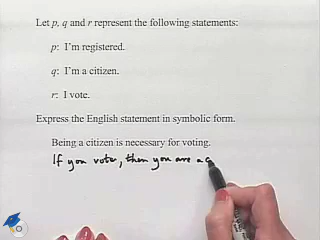 Let p, q and r represent the following statements:
p: I'm registered.
q: I'm a citizen.
r: I vote.
Express the English statement in symbolic form.
Being a citizen is necessary for voting.
If you vote, then you are a c